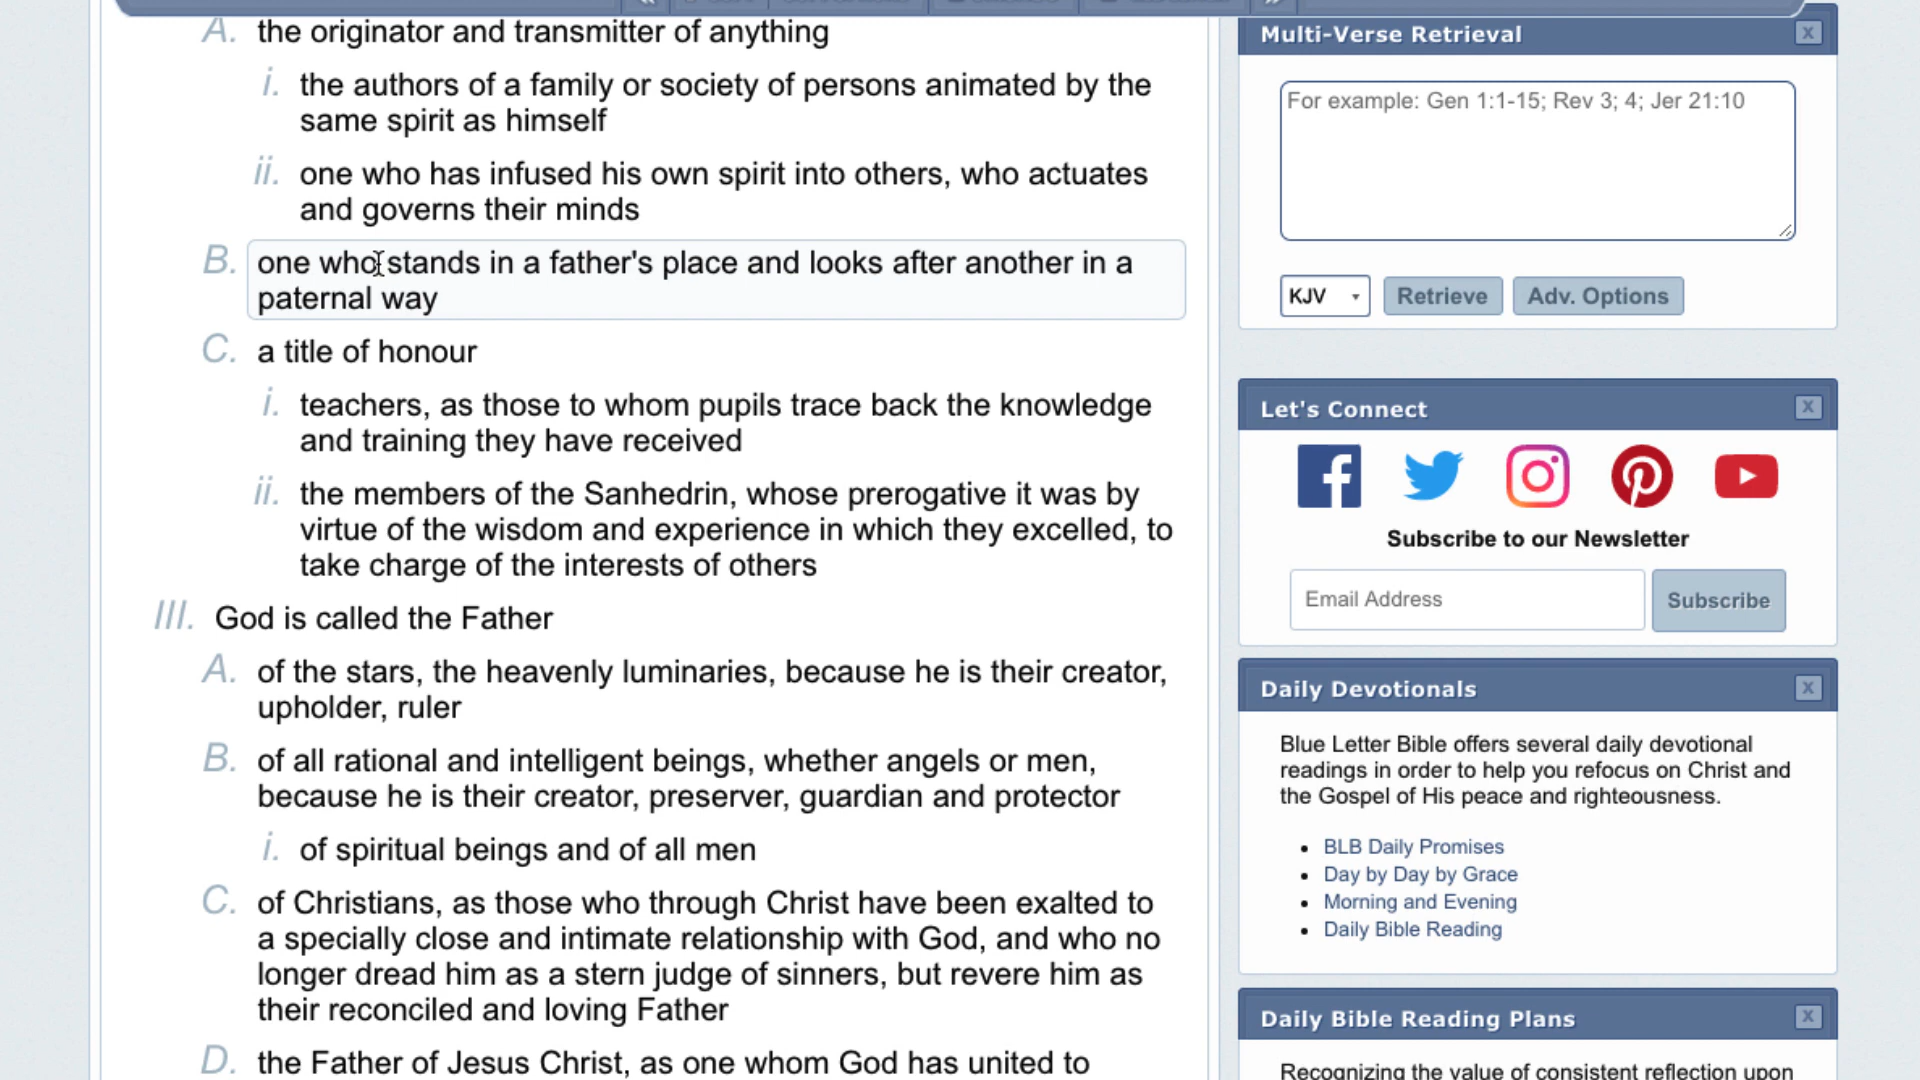 A. the originator and transmitter of anything
i. the authors of a family or society of persons animated by the
same spirit as himself
ii. one who has infused his own spirit into others, who actuates
and governs their minds
B. one who stands in a father's place and looks after another in a
paternal way
C. a title of honour
i. teachers, as those to whom pupils trace back the knowledge
and training they have received
ii. the members of the Sanhedrin, whose prerogative it was by
virtue of the wisdom and experience in which they excelled, to
take charge of the interests of others
III. God is called the Father
A. of the stars, the heavenly luminaries, because he is their creator,
upholder, ruler
B. of all rational and intelligent beings, whether angels or men,
because he is their creator, preserver, guardian and protector
i. of spiritual beings and of all men
C. of Christians, as those who through Christ have been exalted to
a specially close and intimate relationship with God, and who no
longer dread him as a stern judge of sinners, but revere him as
their reconciled and loving Father
D. the Father of Jesus Christ, as one whom God has united to
Multi-Verse Retrieval X
For example: Gen 1:1-15; Rev 3; 4; Jer 21:10
KJV Retrieve Adv. Options
Let's Connect X
Subscribe to our Newsletter
Email Address Subscribe
Daily Devotionals X
Blue Letter Bible offers several daily devotional
readings in order to help you refocus on Christ and
the Gospel of His peace and righteousness.
• BLB Daily Promises
• Day by Day by Grace
• Morning and Evening
• Daily Bible Reading
Daily Bible Reading Plans X
Recognizing the value of consistent reflection upon